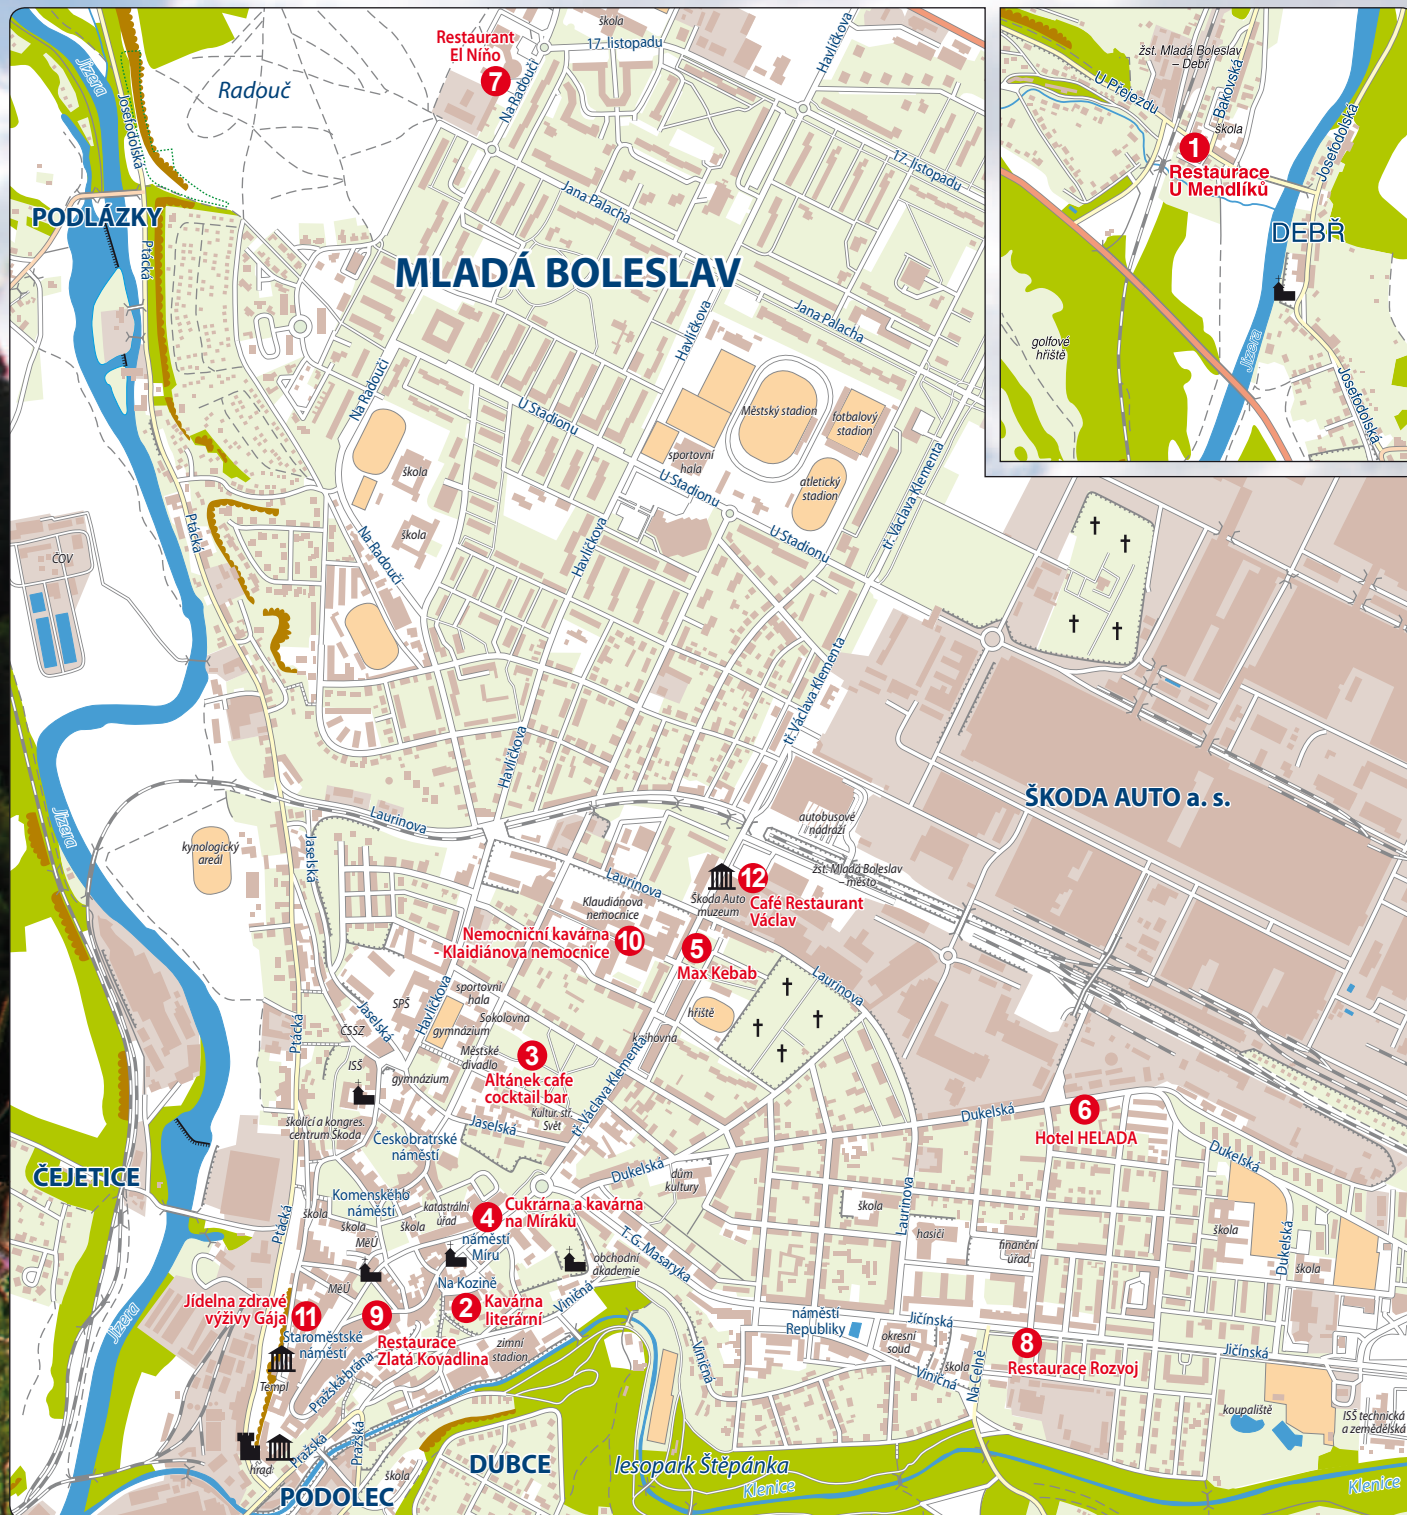 Restaurant
El Níňo
7
škola
17. listopadu
Havlíčkova
Na Radouči
Jizera
Josefodolská
Radouč
17. listopadu
Jana Palacha
PODLÁZKY
Ptácká
MLADÁ BOLESLAV
Jana Palacha
Havlíčkova
Na Radouči
U Stadionu
Městský stadion
fotbalový
stadion
sportovní
hala
škola
U Stadionu
atletický
stadion
tř. Václava Klementa
Ptácká
Na Radouči
škola
Havlíčkova
U Stadionu
ČOV
žst. Mladá Boleslav
– Debř
U Přejezdu
Bakovská
škola
Josefodolská
1
Restaurace
U Mendlíků
DEBŘ
golfové
hřiště
Jizera
Josefodolská
tř. Václava Klementa
Havlíčkova
ŠKODA AUTO a. s.
Jizera
Laurinova
autobusové
nádraží
kynologický
areál
Jaselská
žst. Mladá Boleslav
– město
Laurinova
12
Škoda Auto
muzeum
Café Restaurant
Václav
Klaudiánova
nemocnice
Nemocniční kavárna
- Klaidiánova nemocnice
10
5
Max Kebab
Laurinova
sportovní
hala
SPŠ
Havlíčkova
Jaselská
Sokolovna
gymnázium
hřiště
Ptácká
ČSSZ
knihovna
Městské
divadlo
3
Altánek cafe
cocktail bar
ISŠ
gymnázium
tř. Václava Klementa
Kultur. stř.
Svět
Jaselská
školící a kongres.
centrum Škoda
Českobratrské
náměstí
Dukelská
6
Hotel HELADA
Dukelská
ČEJETICE
Dukelská
dům
kultury
Komenského
náměstí
katastrální
úřad
Cukrárna a kavárna
na Míráku
4
škola
škola
škola
škola
Laurinova
hasiči
škola
Ptácká
MěÚ
náměstí
Míru
T. G. Masaryka
finanční
úřad
Dukelská
škola
obchodní
akademie
MěÚ
Na Kozině
Viničná
Jídelna zdravé
výživy Gája
11
9
2
Kavárna
literární
Jizera
náměstí
Republiky
Jičínská
okresní
soud
8
Restaurace Rozvoj
Jičínská
Staroměstské
náměstí
Restaurace
Zlatá Kovadlina
zimní
stadion
Viničná
škola
Viničná
Na Celně
Templ
Pražská brána
koupaliště
ISŠ technická
a zemědělská
Pražská
Pražská
hrad
škola
DUBCE
lesopark Štěpánka
Klenice
Klenice
PODOLEC